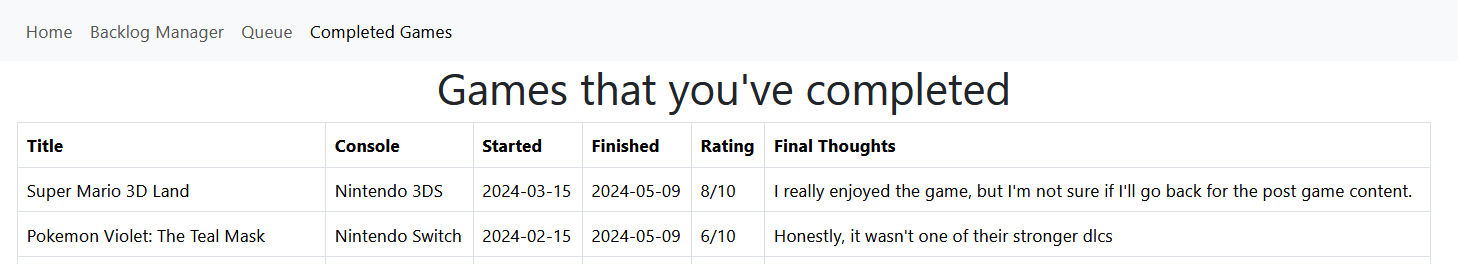 Home Backlog Manager Queue Completed Games
Games that you've completed
Title Console Started Finished Rating Final Thoughts
Super Mario 3D Land Nintendo 3DS 2024-03-15 2024-05-09 8/10 I really enjoyed the game, but I'm not sure if I'll go back for the post game content.
Pokemon Violet: The Teal Mask Nintendo Switch 2024-02-15 2024-05-09 6/10 Honestly, it wasn't one of their stronger dlcs